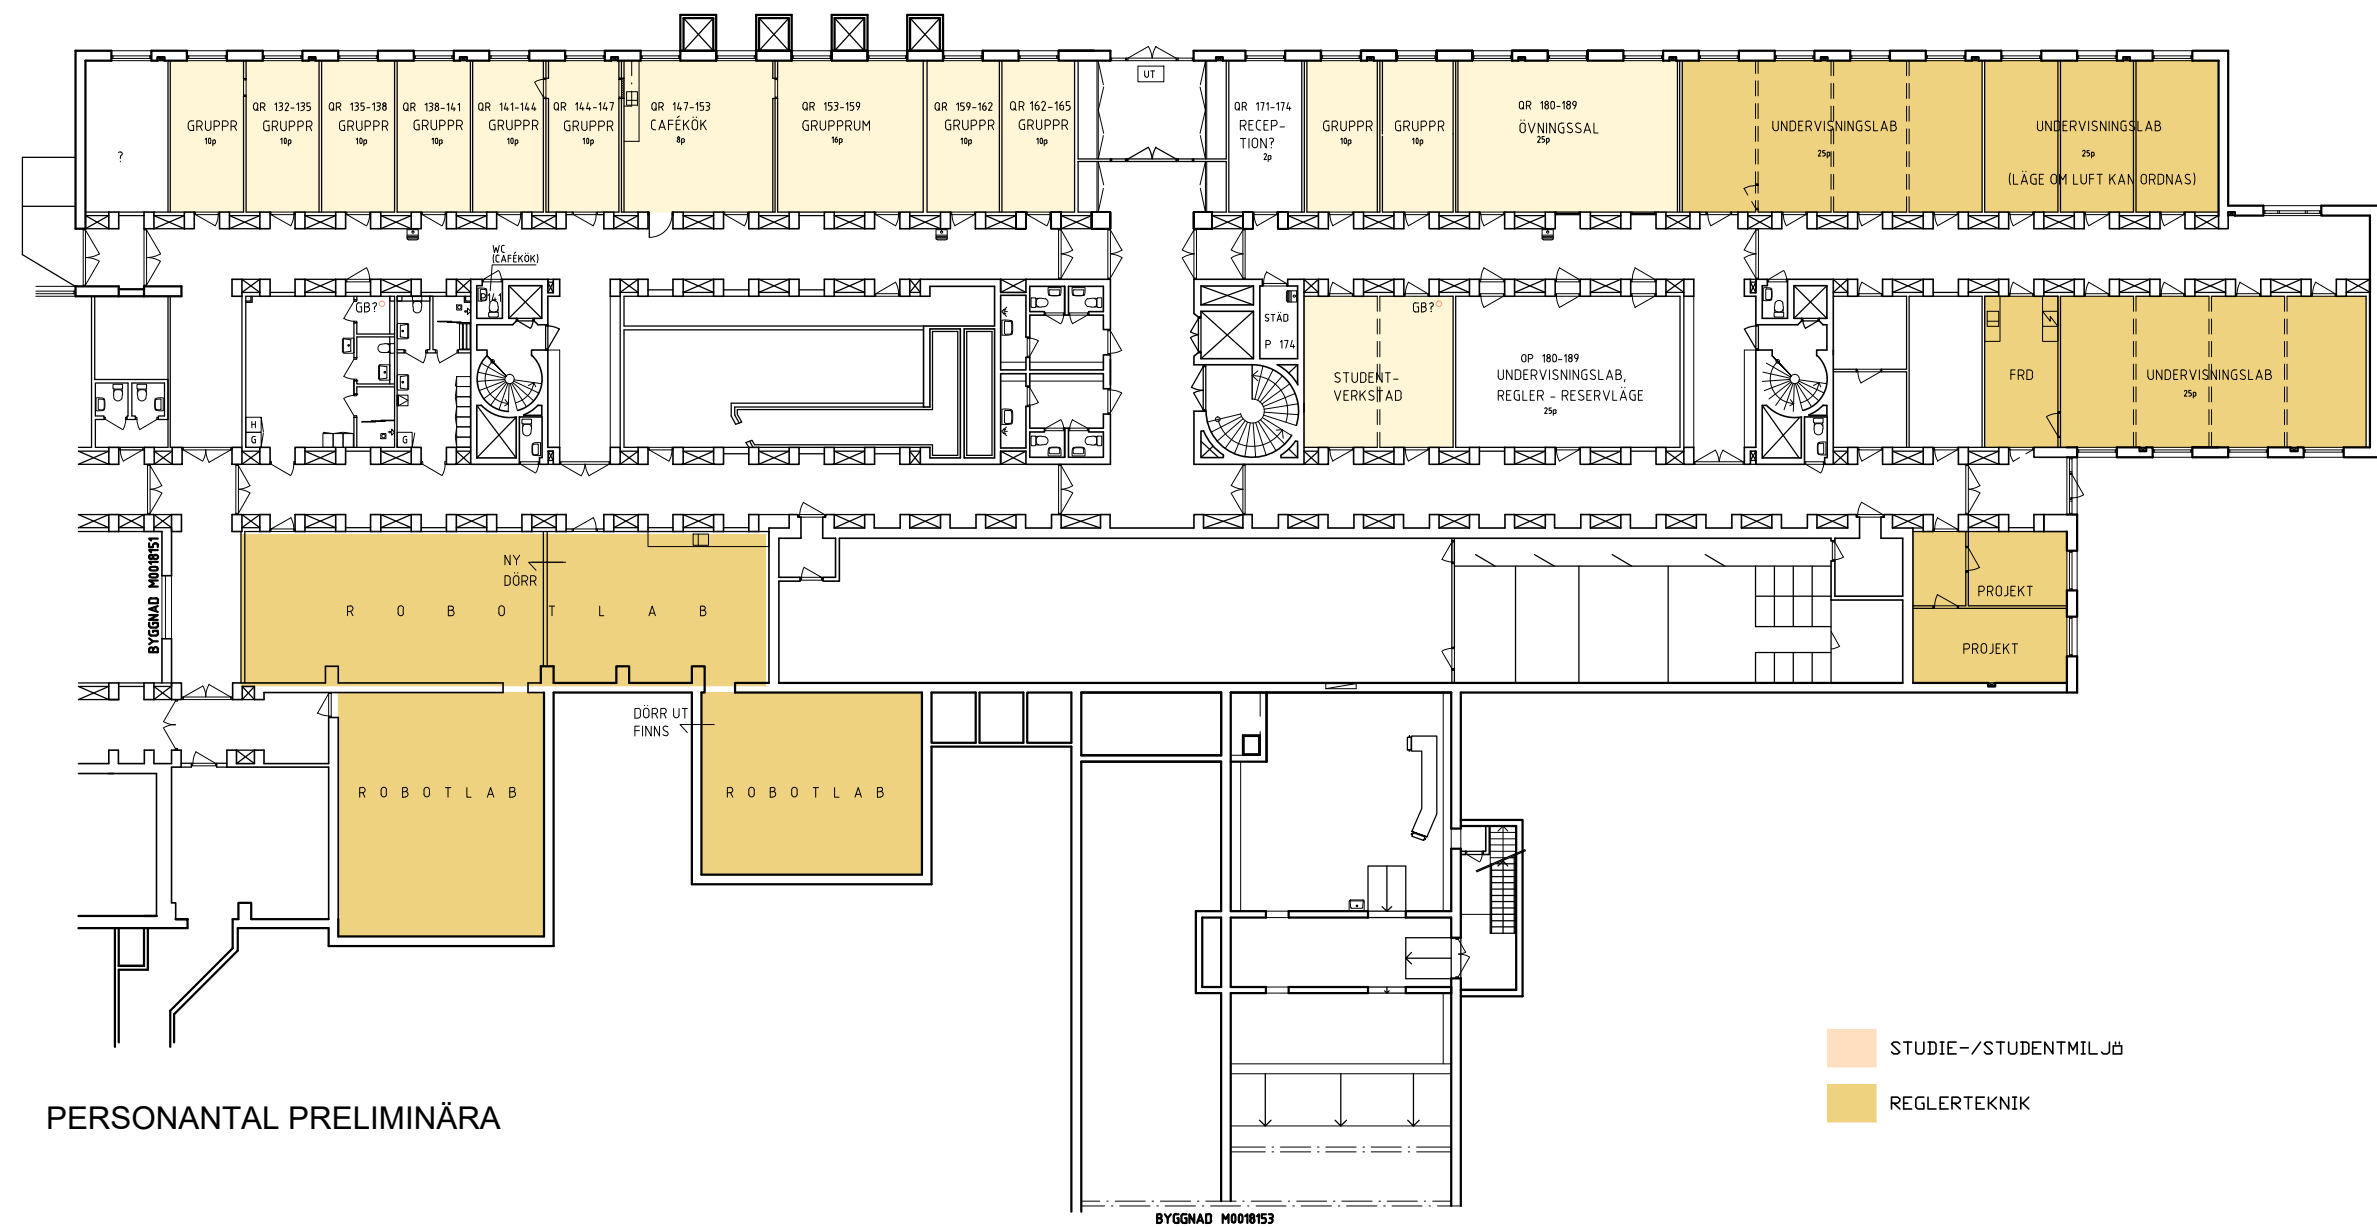 UT
QR 132-135
QR 135-138
QR 138-141
QR 141-144
QR 144-147
QR 147-153
QR 153-159
QR 159-162
QR 162-165
QR 171-174
QR 180-189
GRUPPR
10p
GRUPPR
10p
GRUPPR
10p
GRUPPR
10p
GRUPPR
10p
GRUPPR
10p
CAFÉKÖK
8p
GRUPPRUM
16p
GRUPPR
10p
GRUPPR
10p
RECEP-
TION?
2p
GRUPPR
10p
GRUPPR
10p
ÖVNINGSSAL
25p
UNDERVISNINGSLAB
25p
UNDERVISNINGSLAB
25p
(LÄGE OM LUFT KAN ORDNAS)
?
WC
(CAFÉKÖK)
P141
GB?
GB?
STÄD
P 174
STUDENT-
VERKSTAD
OP 180-189
UNDERVISNINGSLAB,
REGLER - RESERVLÄGE
25p
FRD
UNDERVISNINGSLAB
25p
H
G
G
BYGGNAD M0018151
NY
DÖRR
ROBOTLAB
PROJEKT
PROJEKT
DÖRR UT
FINNS
ROBOTLAB
ROBOTLAB
STUDIE-/STUDENTMILJÖ
REGLERTEKNIK
PERSONANTAL PRELIMINÄRA
BYGGNAD M0018153